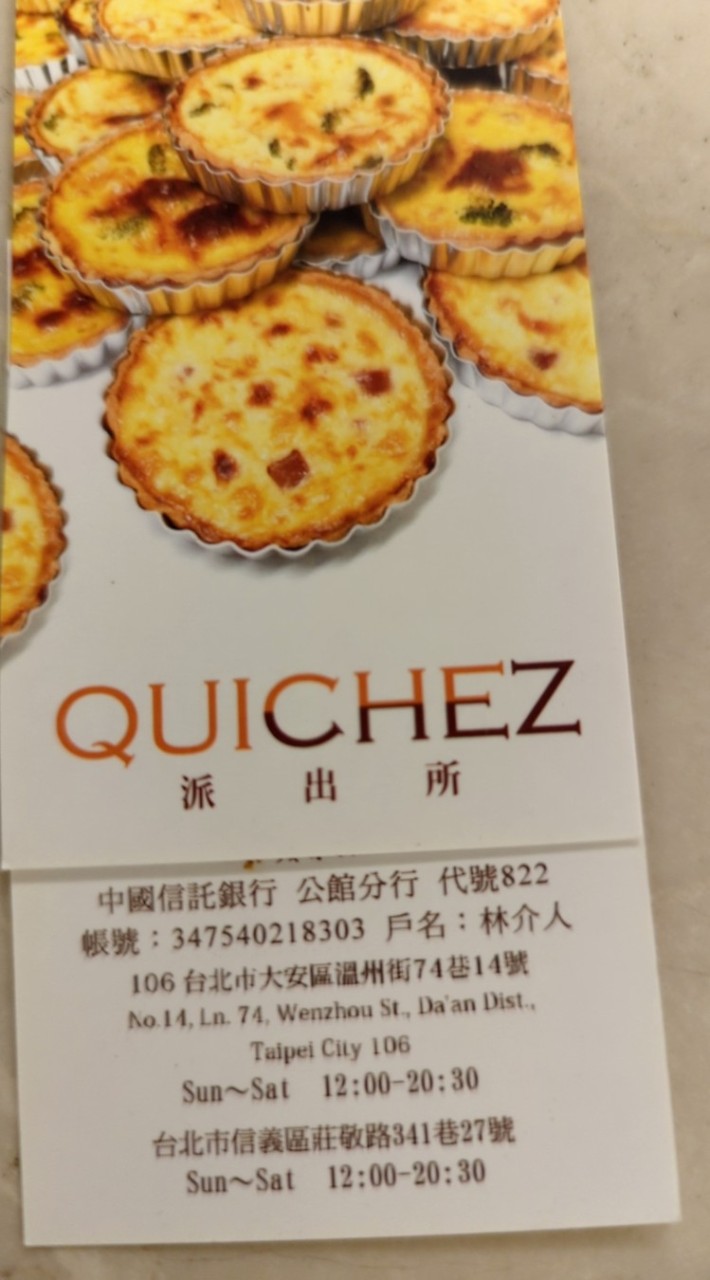 QUICHEZ
派出所
中國信託銀行 公館分行 代號822
帳號：347540218303 戶名：林介人
106 台北市大安區溫州街74巷14號
No.14, Ln. 74, Wenzhou St., Da'an Dist.,
Taipei City 106
Sun～Sat 12:00-20:30
台北市信義區莊敬路341巷27號
Sun～Sat 12:00-20:30